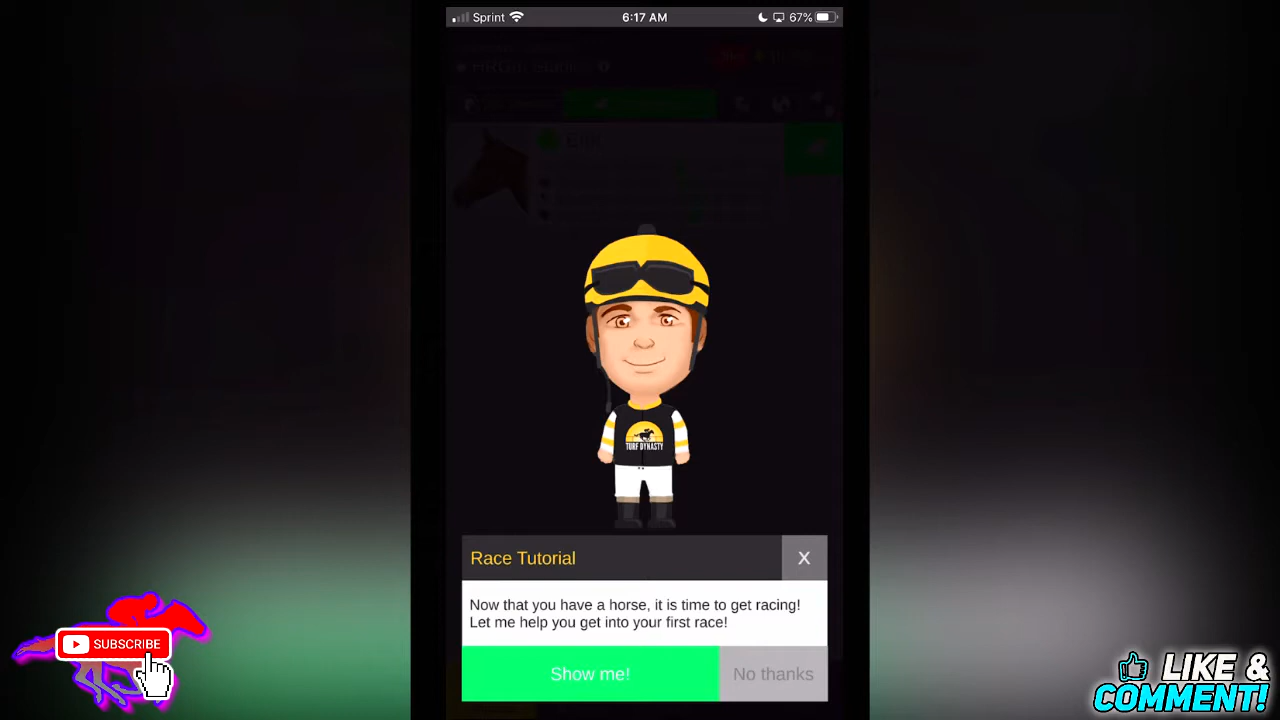 Sprint
6:17 AM
67%
TURF DYNASTY
Race Tutorial
X
Now that you have a horse, it is time to get racing!
Let me help you get into your first race!
Show me!
No thanks
SUBSCRIBE
LIKE &
COMMENT!